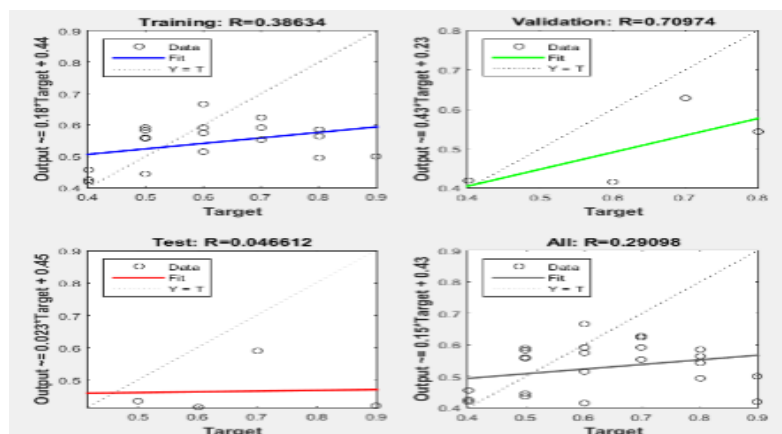 Training: R=0.38634
Output ~= 0.18*Target + 0.44
0.9
0.8
0.7
0.6
0.5
0.4
Data
Fit
Y = T
0.4 0.5 0.6 0.7 0.8 0.9
Target
Validation: R=0.70974
Output ~= 0.43*Target + 0.23
0.8
0.7
0.6
0.5
0.4
Data
Fit
Y = T
0.4 0.5 0.6 0.7 0.8
Target
Test: R=0.046612
Output ~= 0.023*Target + 0.45
0.9
0.8
0.7
0.6
0.5
Data
Fit
Y = T
0.5 0.6 0.7 0.8 0.9
Target
All: R=0.29098
Output ~= 0.15*Target + 0.43
0.9
0.8
0.7
0.6
0.5
0.4
Data
Fit
Y = T
0.4 0.5 0.6 0.7 0.8 0.9
Target